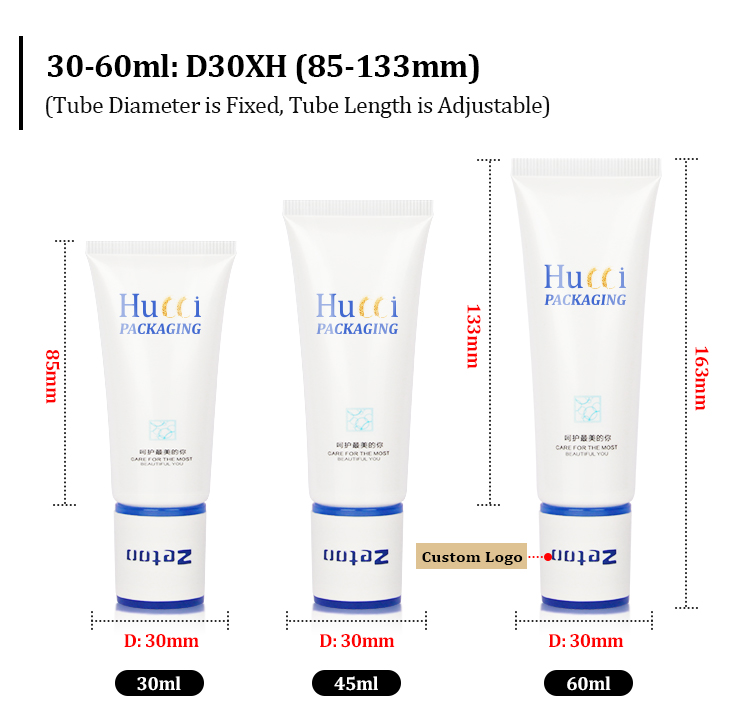 30-60ml: D30XH (85-133mm)
(Tube Diameter is Fixed, Tube Length is Adjustable)
85mm
Hucci
PACKAGING
呵护最美的你
CARE FOR THE MOST
BEAUTIFUL YOU
Zeton
D: 30mm
30ml
Hucci
PACKAGING
呵护最美的你
CARE FOR THE MOST
BEAUTIFUL YOU
Zeton
D: 30mm
45ml
133mm
163mm
Hucci
PACKAGING
呵护最美的你
CARE FOR THE MOST
BEAUTIFUL YOU
Custom Logo
Zeton
D: 30mm
60ml